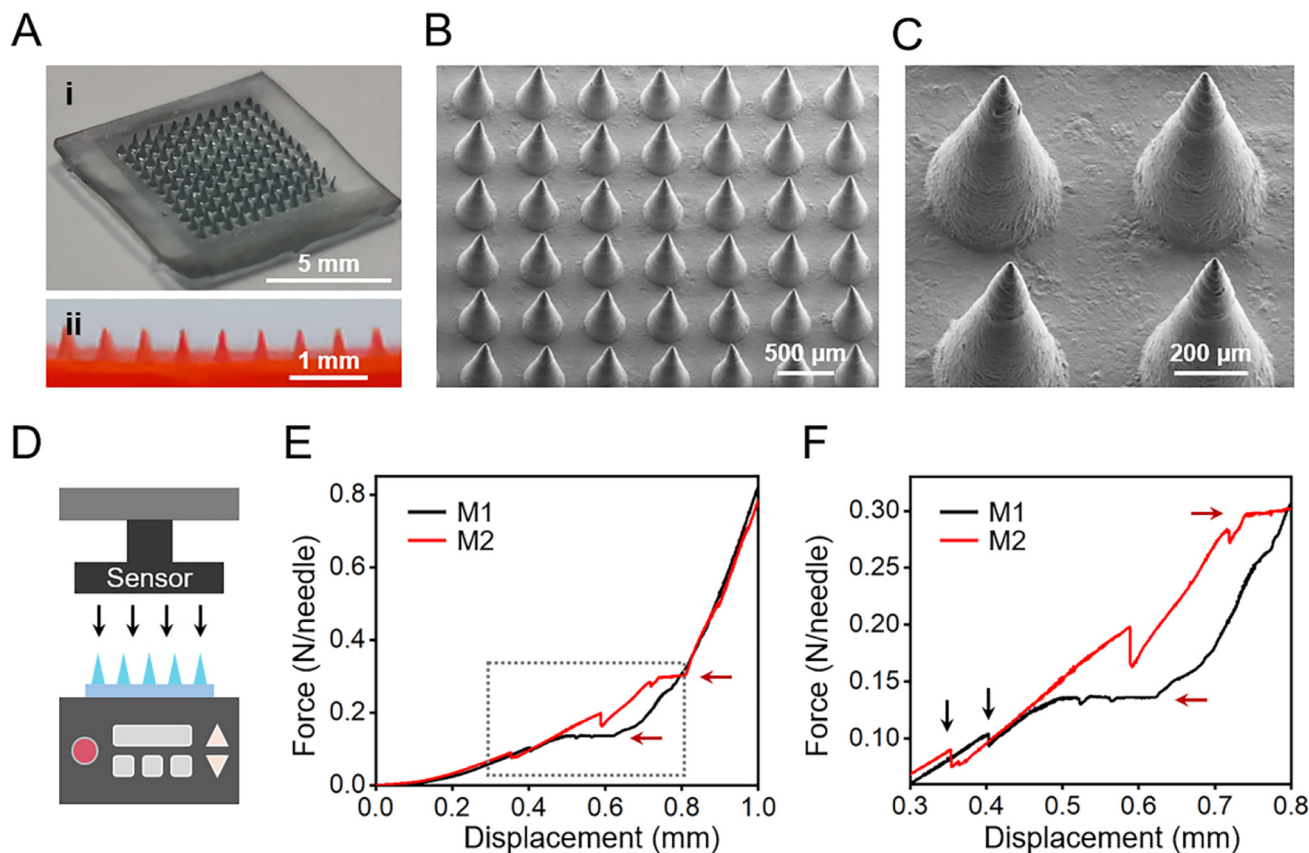 A
i
5 mm
ii
1 mm
B
500 µm
C
200 µm
D
Sensor
E
M1
M2
Force (N/needle)
0.8
0.6
0.4
0.2
0.0
0.0 0.2 0.4 0.6 0.8 1.0
Displacement (mm)
F
M1
M2
Force (N/needle)
0.30
0.25
0.20
0.15
0.10
0.3 0.4 0.5 0.6 0.7 0.8
Displacement (mm)